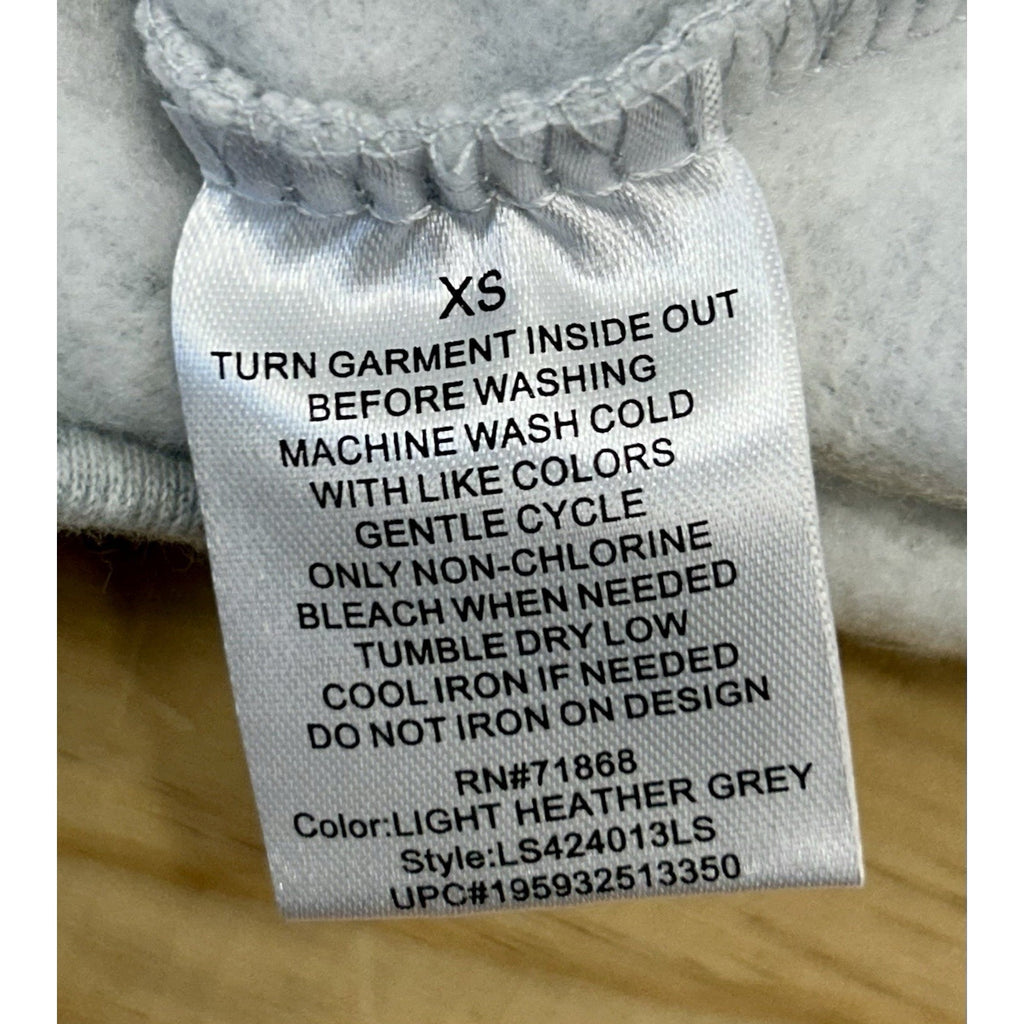 XS
TURN GARMENT INSIDE OUT
BEFORE WASHING
MACHINE WASH COLD
WITH LIKE COLORS
GENTLE CYCLE
ONLY NON-CHLORINE
BLEACH WHEN NEEDED
TUMBLE DRY LOW
COOL IRON IF NEEDED
DO NOT IRON ON DESIGN
RN#71868
Color:LIGHT HEATHER GREY
Style:LS424013LS
UPC#195932513350